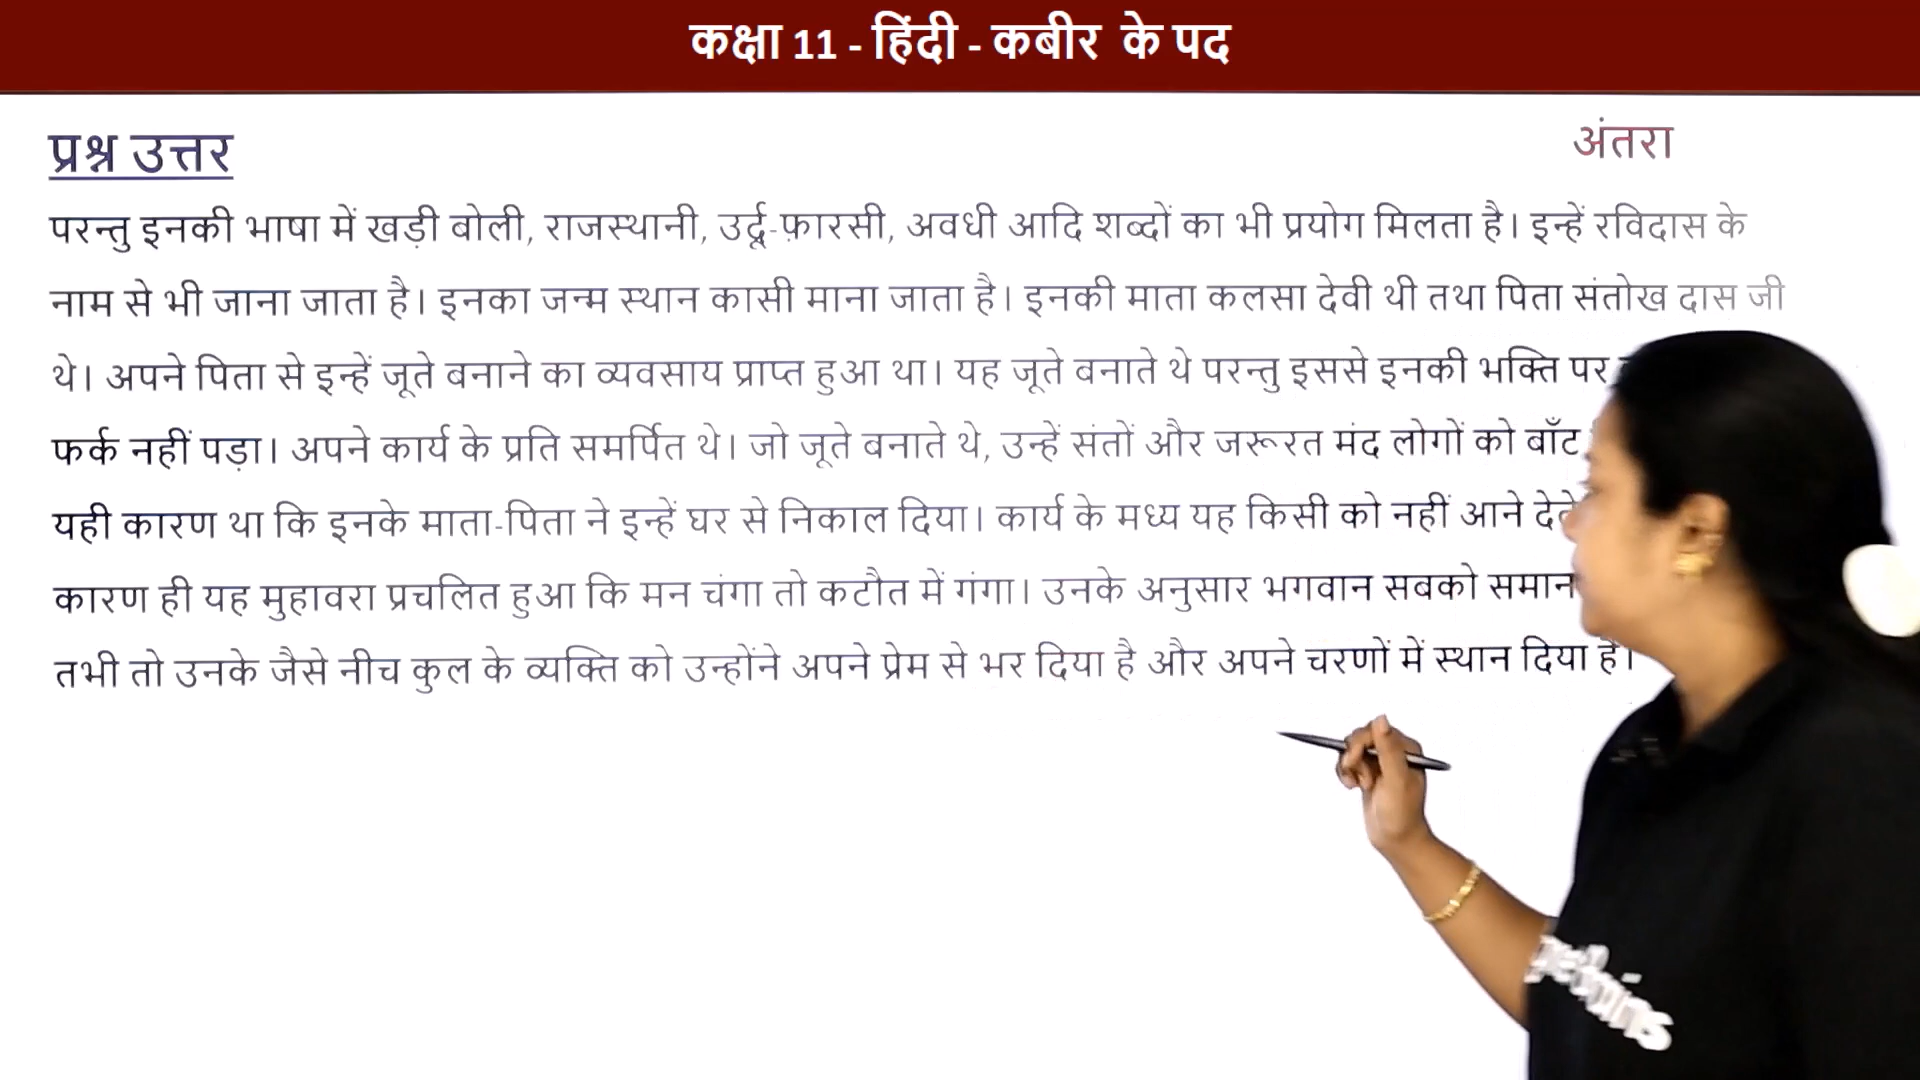 कक्षा 11 - हिंदी - कबीर के पद
प्रश्न उत्तर
अंतरा
परन्तु इनकी भाषा में खड़ी बोली, राजस्थानी, उर्दू-फ़ारसी, अवधी आदि शब्दों का भी प्रयोग मिलता है। इन्हें रविदास के
नाम से भी जाना जाता है। इनका जन्म स्थान कासी माना जाता है। इनकी माता कलसा देवी थी तथा पिता संतोख दास जी
थे। अपने पिता से इन्हें जूते बनाने का व्यवसाय प्राप्त हुआ था। यह जूते बनाते थे परन्तु इससे इनकी भक्ति पर
फर्क नहीं पड़ा। अपने कार्य के प्रति समर्पित थे। जो जूते बनाते थे, उन्हें संतों और जरूरत मंद लोगों को बाँट
यही कारण था कि इनके माता-पिता ने इन्हें घर से निकाल दिया। कार्य के मध्य यह किसी को नहीं आने देते
कारण ही यह मुहावरा प्रचलित हुआ कि मन चंगा तो कटौत में गंगा। उनके अनुसार भगवान सबको समान
तभी तो उनके जैसे नीच कुल के व्यक्ति को उन्होंने अपने प्रेम से भर दिया है और अपने चरणों में स्थान दिया है।